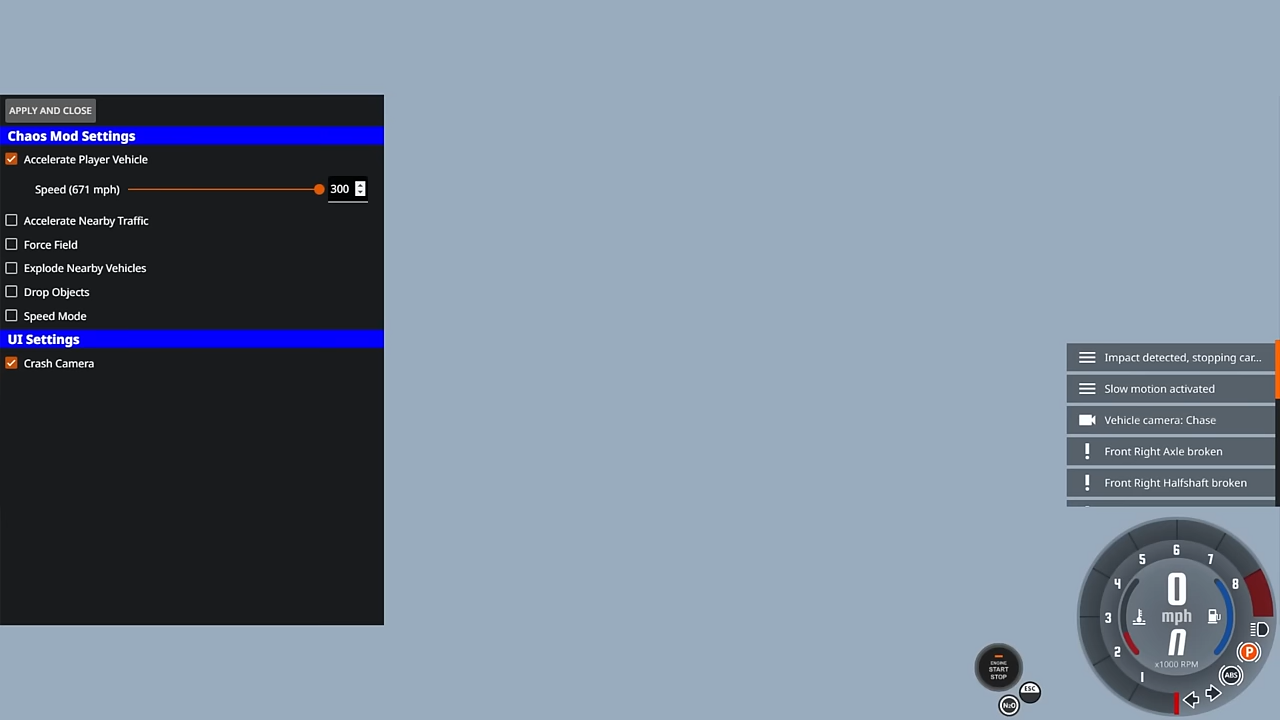 APPLY AND CLOSE
Chaos Mod Settings
Accelerate Player Vehicle
Speed (671 mph) 300
Accelerate Nearby Traffic
Force Field
Explode Nearby Vehicles
Drop Objects
Speed Mode
UI Settings
Crash Camera
Impact detected, stopping car...
Slow motion activated
Vehicle camera: Chase
Front Right Axle broken
Front Right Halfshaft broken
1
2
3
4
5
6
7
8
0
mph
n
x1000 RPM
P
ABS
ENGINE
START
STOP
ESC
N2O